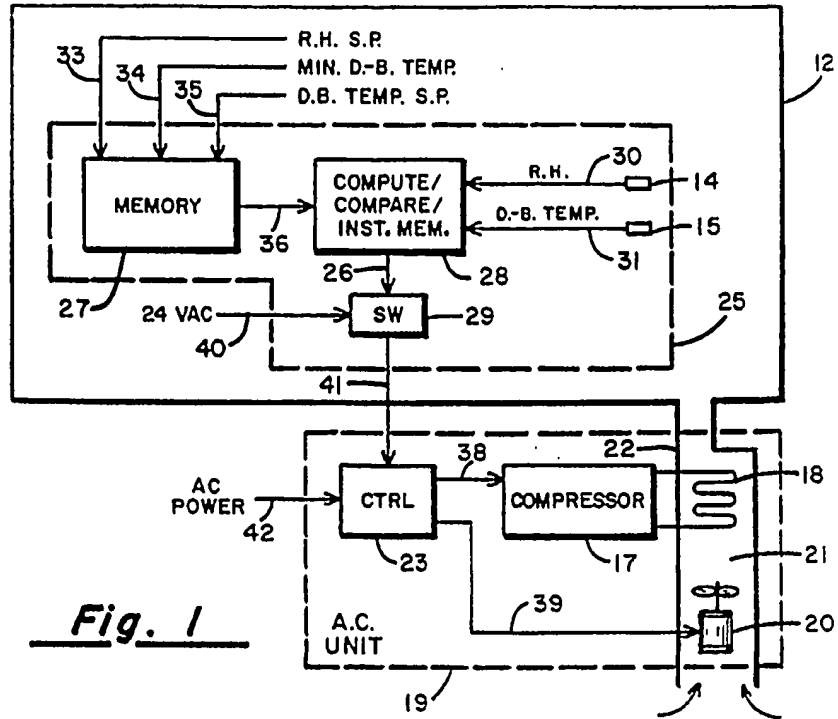 R.H. S.P.
33
12
34
MIN. D.-B. TEMP.
35
D.B. TEMP. S.P.
R.H.
30
14
MEMORY
COMPUTE/
COMPARE/
INST. MEM.
D.-B. TEMP.
15
36
31
26
28
27
24 VAC
SW
29
25
40
41
22
38
18
AC
POWER
CTRL
COMPRESSOR
42
23
17
21
39
Fig. 1
A.C.
UNIT
20
19